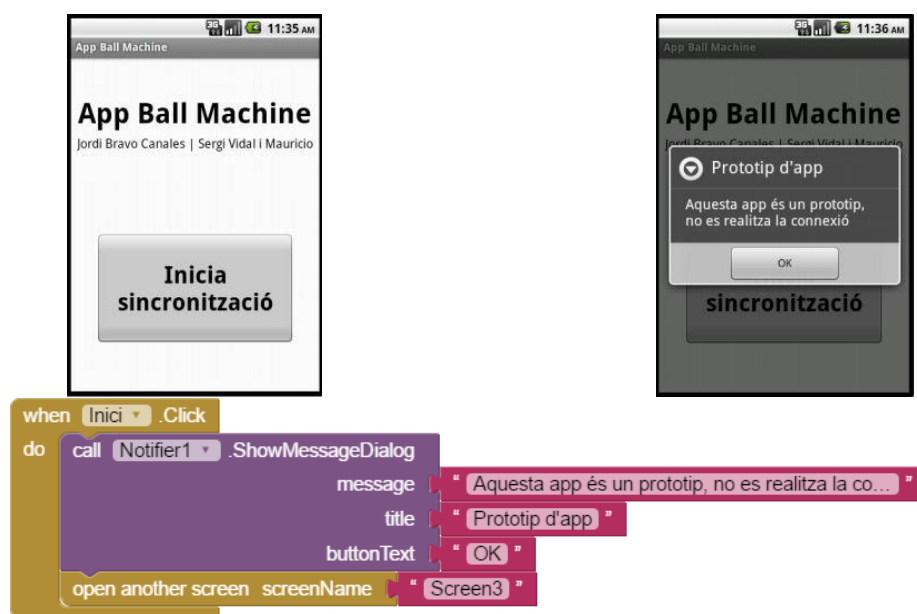 3G 11:35 AM
App Ball Machine
App Ball Machine
Jordi Bravo Canales | Sergi Vidal i Mauricio
Inicia
sincronització
3G 11:36 AM
App Ball Machine
App Ball Machine
Jordi Bravo Canales | Sergi Vidal i Mauricio
Prototip d'app
Aquesta app és un prototip,
no es realitza la connexió
OK
sincronització
when Inici .Click
do call Notifier1 .ShowMessageDialog
message " Aquesta app és un prototip, no es realitza la co... "
title " Prototip d'app "
buttonText " OK "
open another screen screenName " Screen3 "